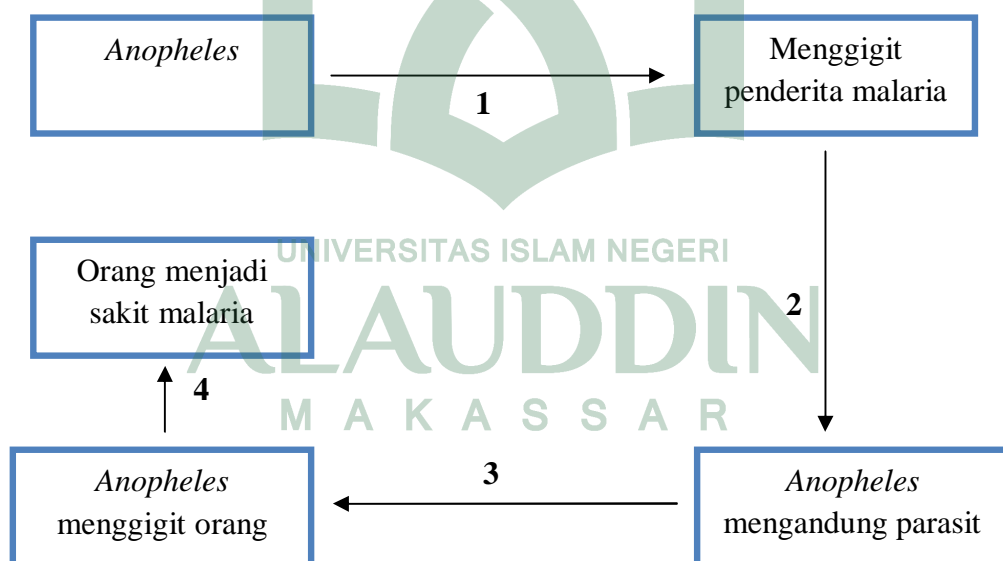 Anopheles
1
Menggigit
penderita malaria
2
Anopheles
mengandung parasit
3
Anopheles
menggigit orang
4
Orang menjadi
sakit malaria
UNIVERSITAS ISLAM NEGERI
ALAUDDIN
MAKASSAR